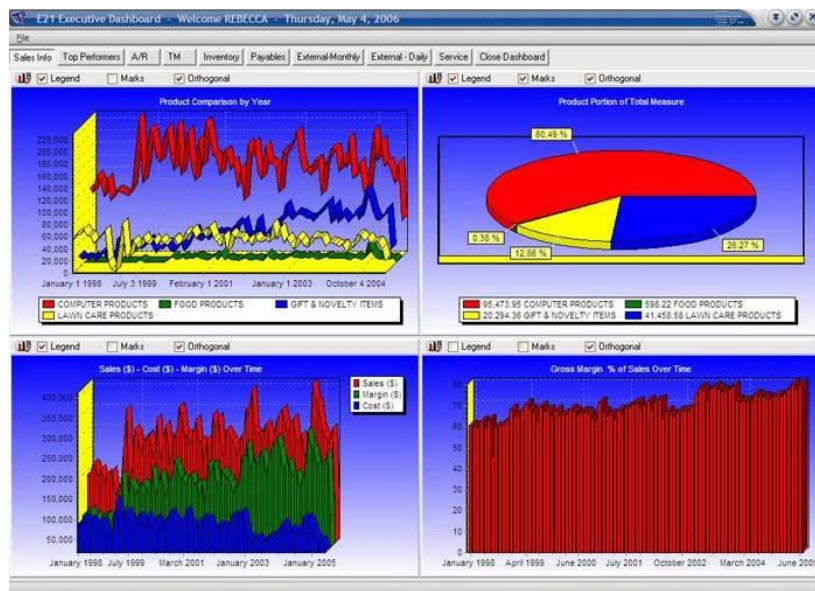 E21 Executive Dashboard - Welcome REBECCA - Thursday, May 4, 2006
File
Sales Info Top Performers A/R TM Inventory Payables External-Monthly External - Daily Service Close Dashboard
Legend Marks Orthogonal
Product Comparison by Year
220,000
200,000
180,000
160,000
140,000
120,000
100,000
80,000
60,000
40,000
20,000
0
January 1 1998 July 3 1999 February 1 2001 January 1 2003 October 4 2004
COMPUTER PRODUCTS FOOD PRODUCTS GIFT & NOVELTY ITEMS
LAWN CARE PRODUCTS
Legend Marks Orthogonal
Product Portion of Total Measure
60.49 %
0.38 %
12.86 %
26.27 %
95,473.95 COMPUTER PRODUCTS 598.22 FOOD PRODUCTS
20,294.36 GIFT & NOVELTY ITEMS 41,458.58 LAWN CARE PRODUCTS
Legend Marks Orthogonal
Sales ($) - Cost ($) - Margin ($) Over Time
Sales ($)
Margin ($)
Cost ($)
400,000
350,000
300,000
250,000
200,000
150,000
100,000
50,000
January 1998 July 1999 March 2001 January 2003 January 2005
Legend Marks Orthogonal
Gross Margin % of Sales Over Time
80
70
60
50
40
30
20
10
0
January 1998 April 1999 June 2000 July 2001 October 2002 March 2004 June 2005